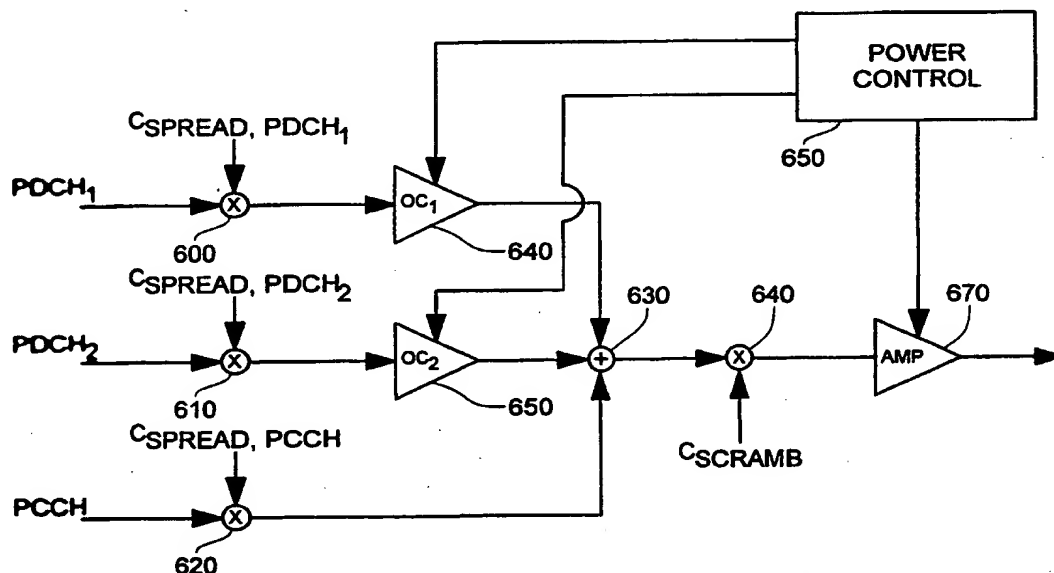 POWER
CONTROL
650
CSPREAD, PDCH1
PDCH1
X
600
OC1
640
CSPREAD, PDCH2
PDCH2
X
610
OC2
650
630
+
640
X
670
AMP
CSCRAMB
CSPREAD, PCCH
PCCH
X
620